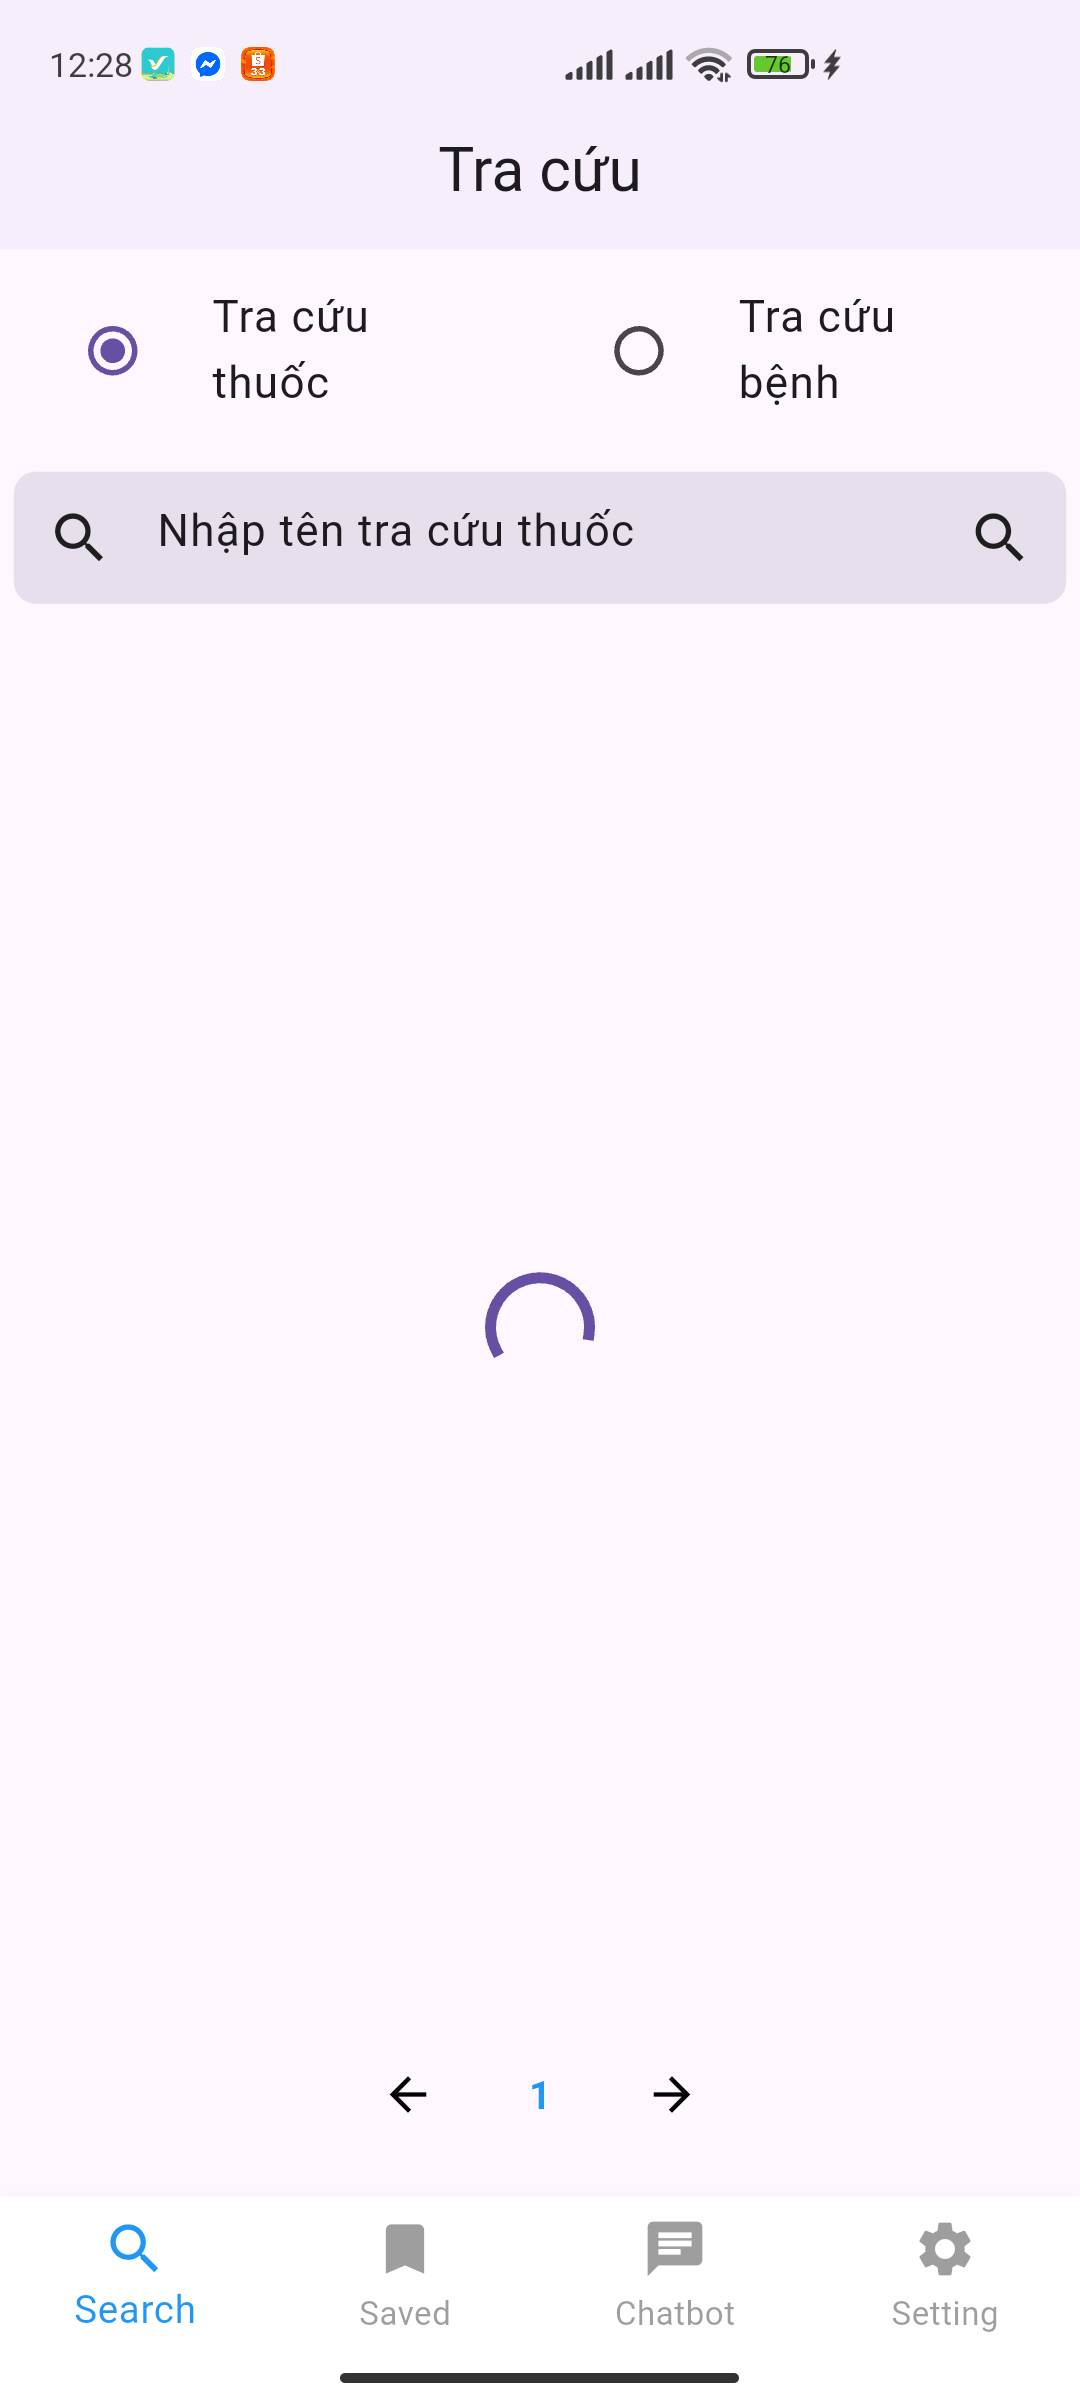 12:28
76
Tra cứu
Tra cứu
thuốc
Tra cứu
bệnh
Nhập tên tra cứu thuốc
1
Search
Saved
Chatbot
Setting